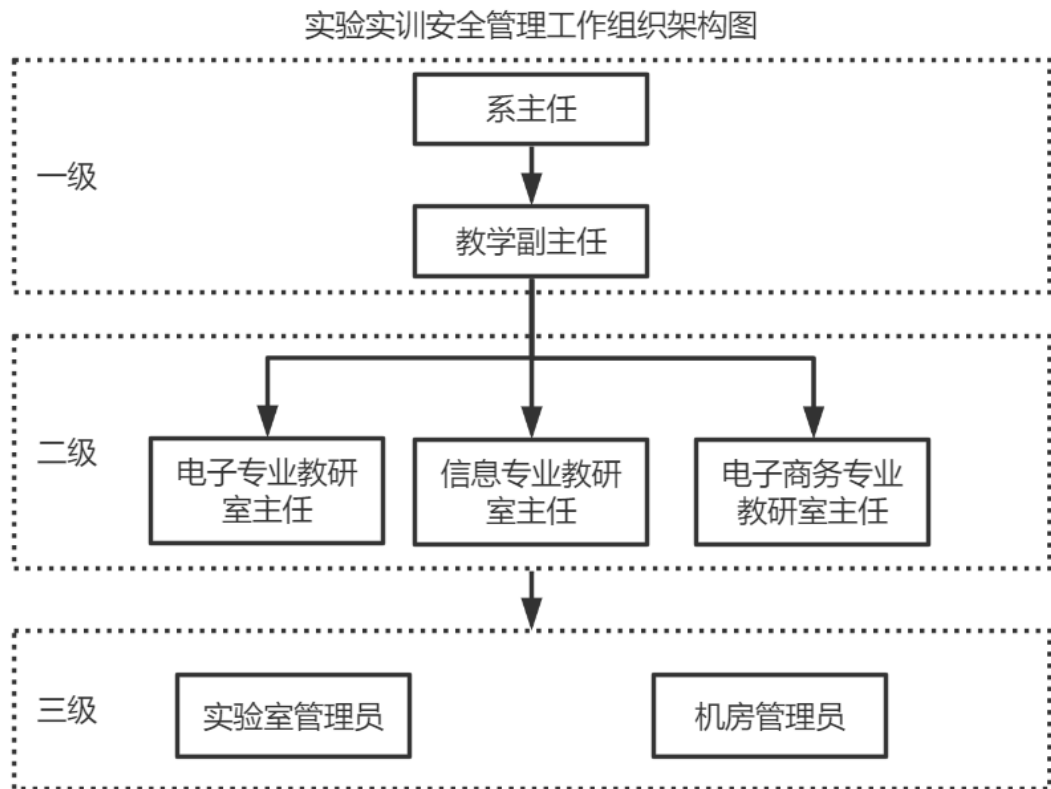 实验实训安全管理工作组织架构图
系主任
一级
教学副主任
二级
电子专业教研
室主任
信息专业教研
室主任
电子商务专业
教研室主任
三级
实验室管理员
机房管理员